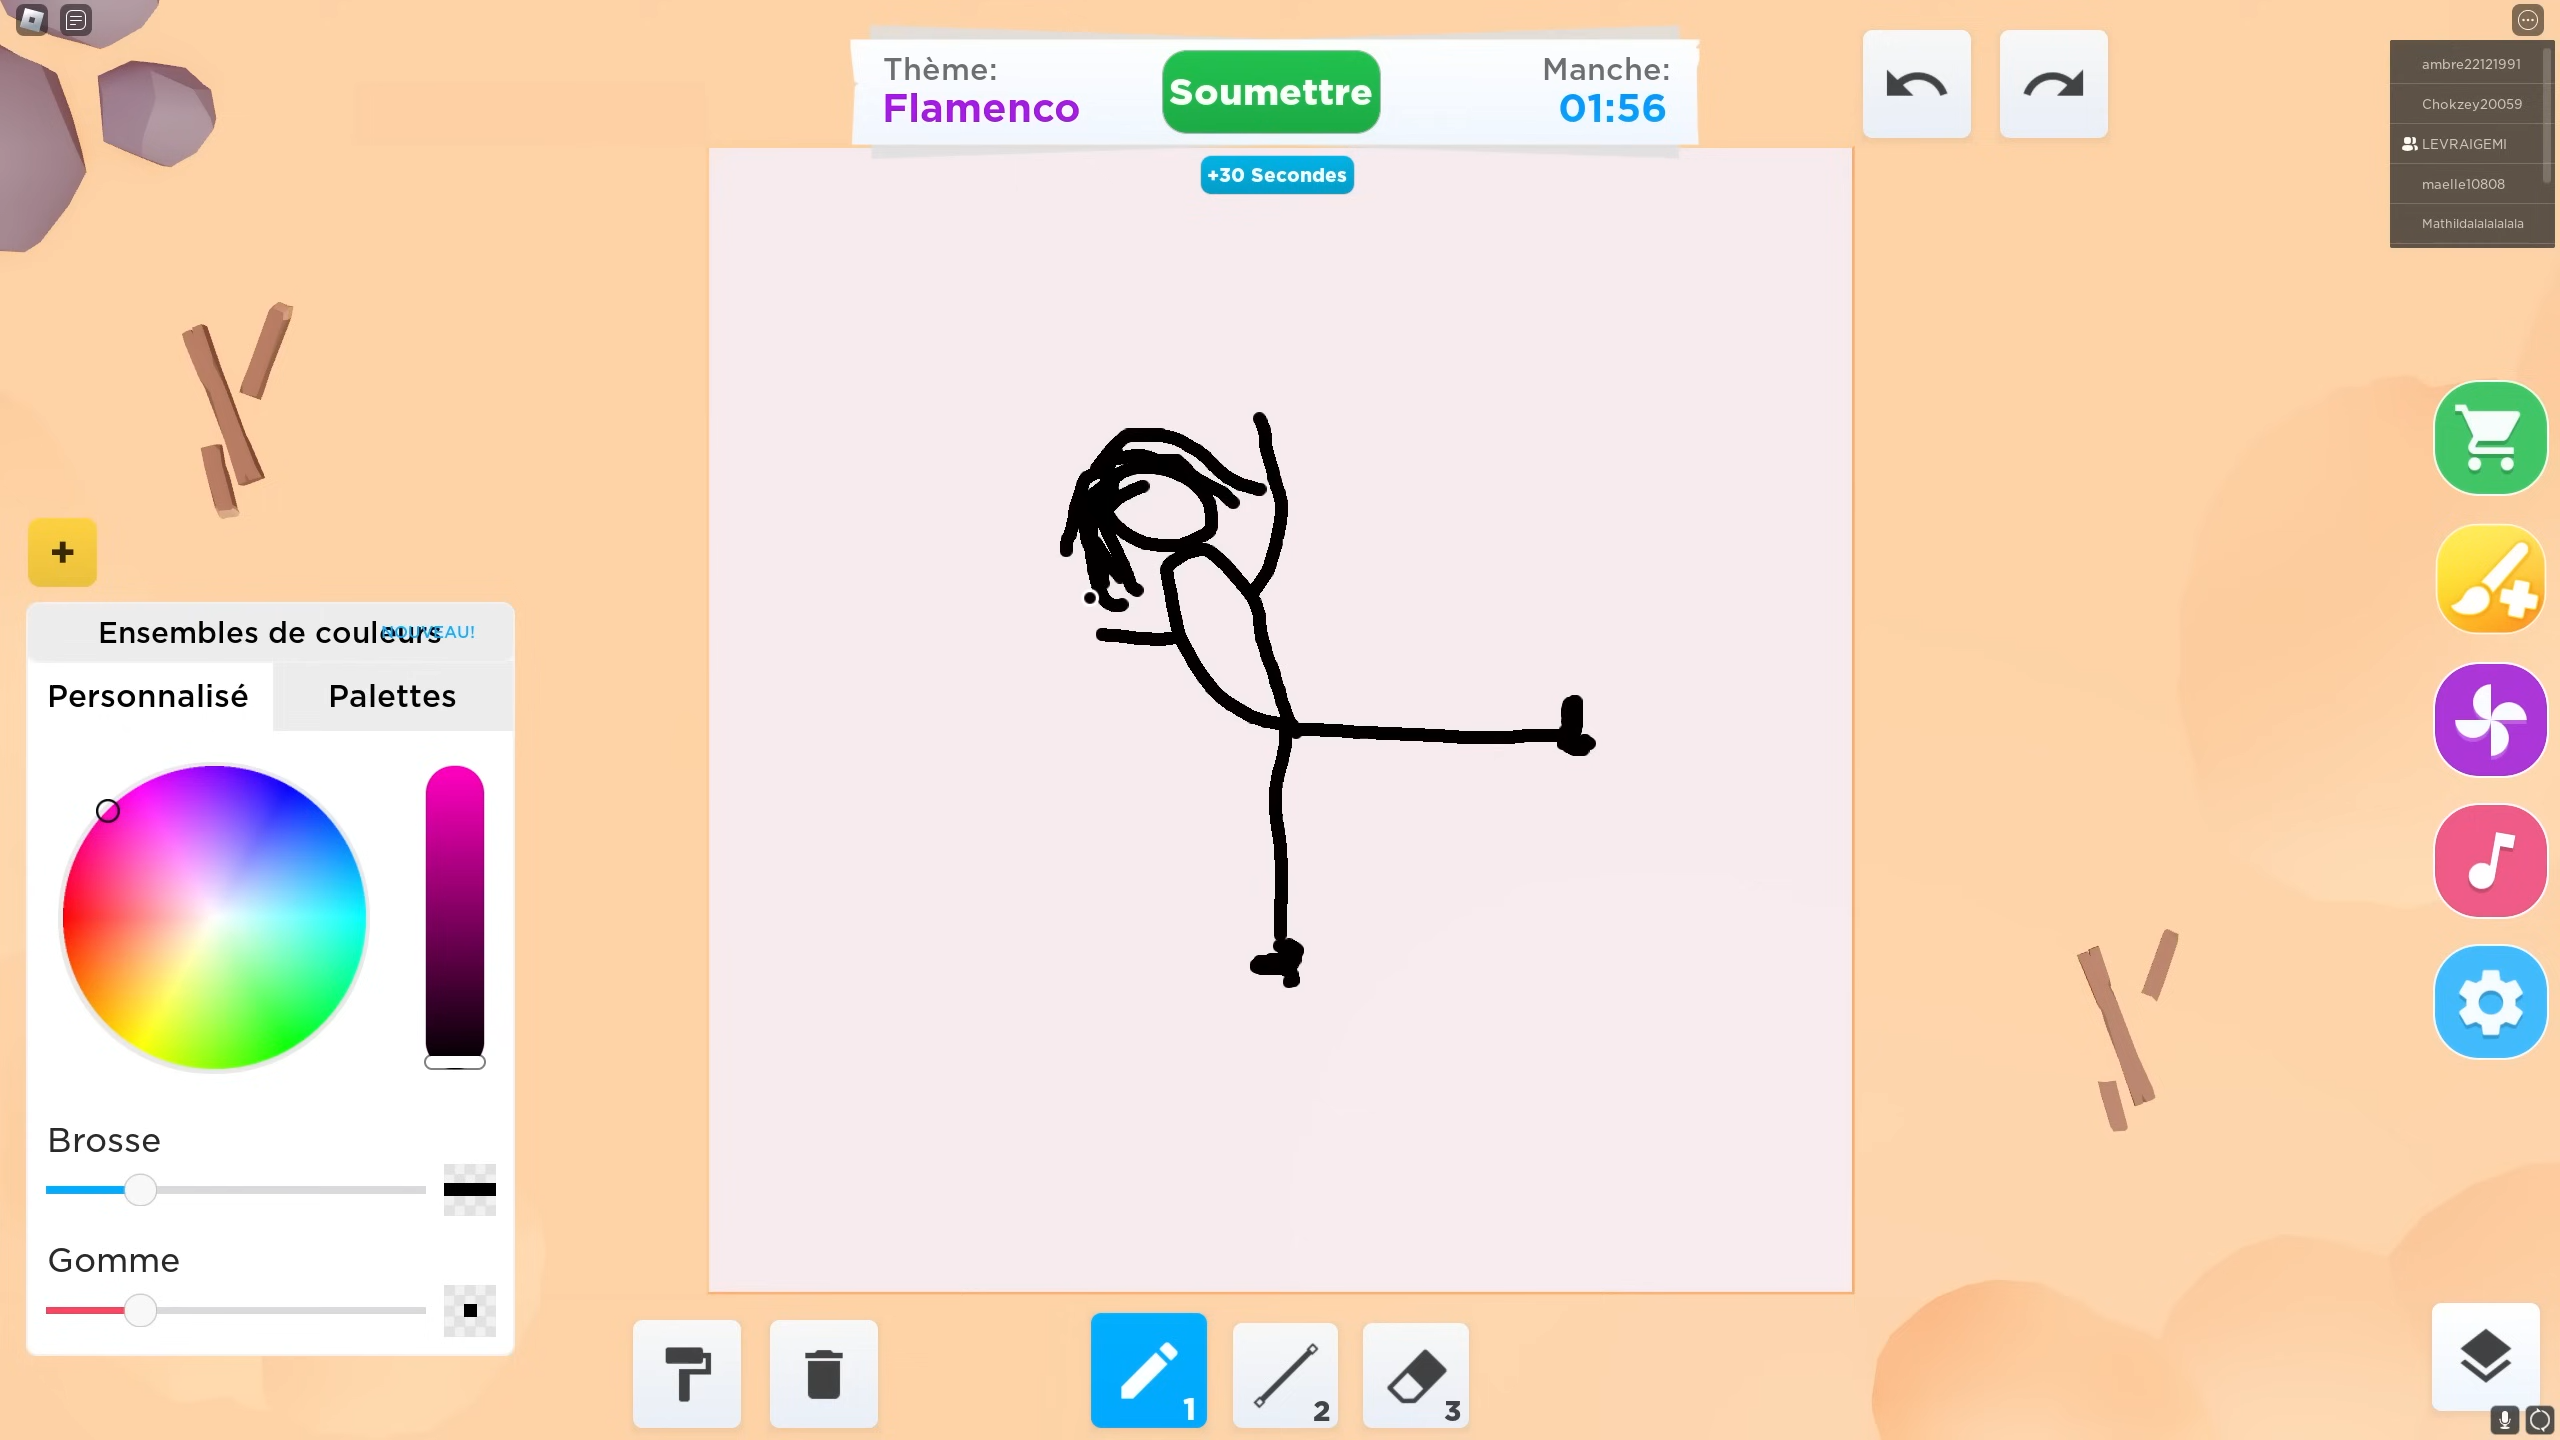 Thème:
Flamenco
Soumettre
Manche:
01:56
+30 Secondes
ambre22121991
Chokzey20059
LEVRAIGEMI
maelle10808
Mathildalalalalala
+
Ensembles de couleurs
NOUVEAU!
Personnalisé
Palettes
Brosse
Gomme
1
2
3